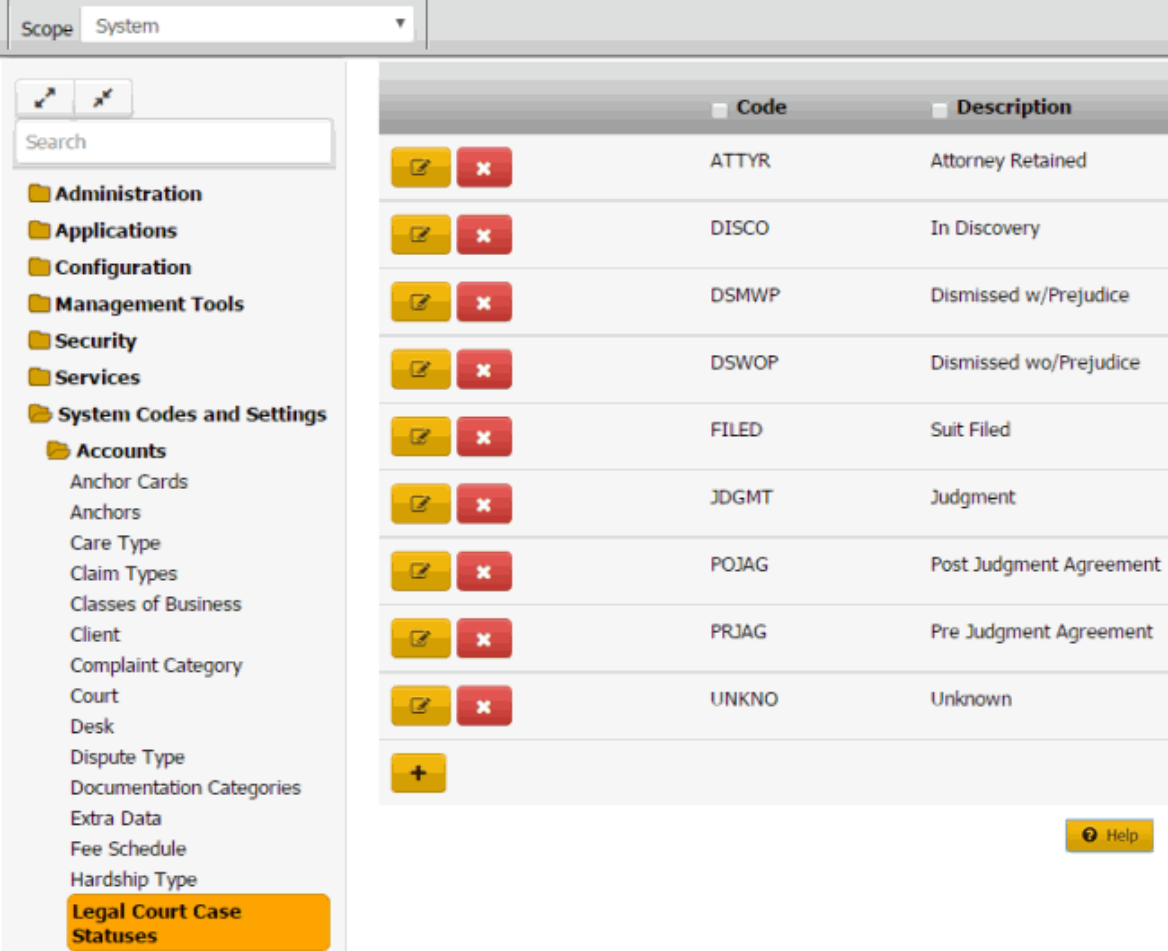 Scope System
Search
Administration
Applications
Configuration
Management Tools
Security
Services
System Codes and Settings
Accounts
Anchor Cards
Anchors
Care Type
Claim Types
Classes of Business
Client
Complaint Category
Court
Desk
Dispute Type
Documentation Categories
Extra Data
Fee Schedule
Hardship Type
Legal Court Case
Statuses
Code Description
ATTYR Attorney Retained
DISCO In Discovery
DSMWP Dismissed w/Prejudice
DSWOP Dismissed wo/Prejudice
FILED Suit Filed
JDGMT Judgment
POJAG Post Judgment Agreement
PRJAG Pre Judgment Agreement
UNKNO Unknown
Help